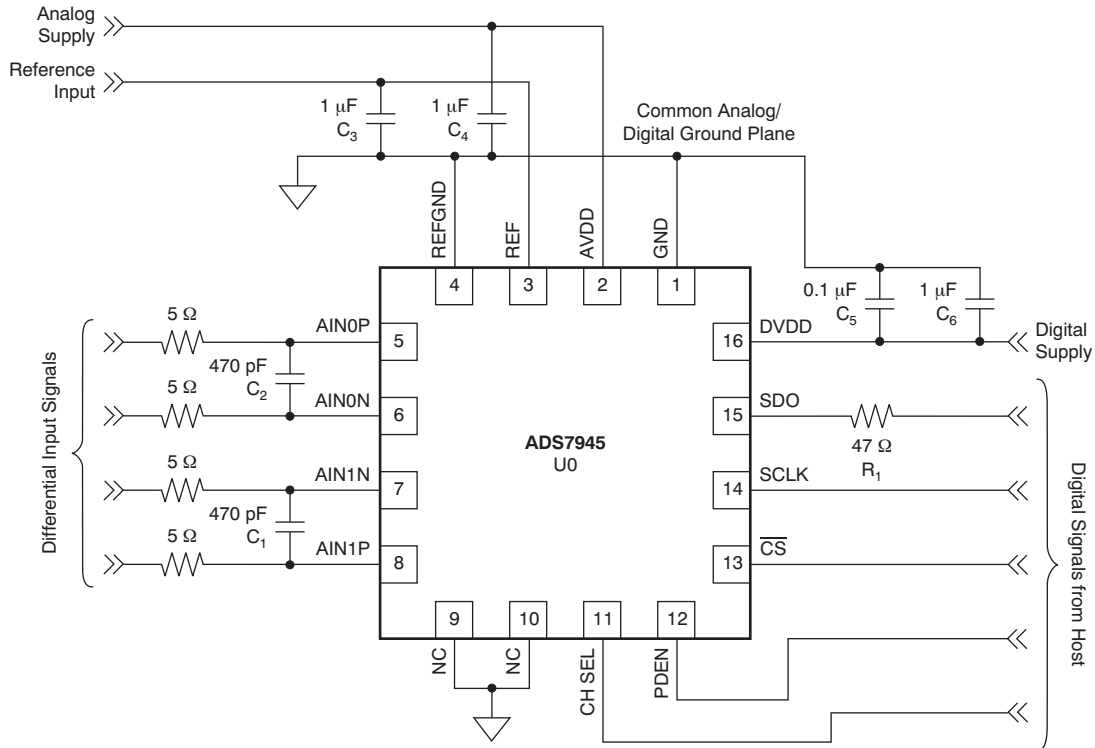 Analog
Supply
Reference
Input
1 μF
C3
1 μF
C4
Common Analog/
Digital Ground Plane
REFGND
REF
AVDD
GND
4
3
2
1
0.1 μF
C5
1 μF
C6
Digital
Supply
Differential Input Signals
5 Ω
AIN0P
5
470 pF
C2
5 Ω
AIN0N
6
5 Ω
AIN1N
7
470 pF
C1
5 Ω
AIN1P
8
ADS7945
U0
16
DVDD
15
SDO
47 Ω
R1
14
SCLK
13
CS
Digital Signals from Host
9
10
11
12
NC
NC
CH SEL
PDEN